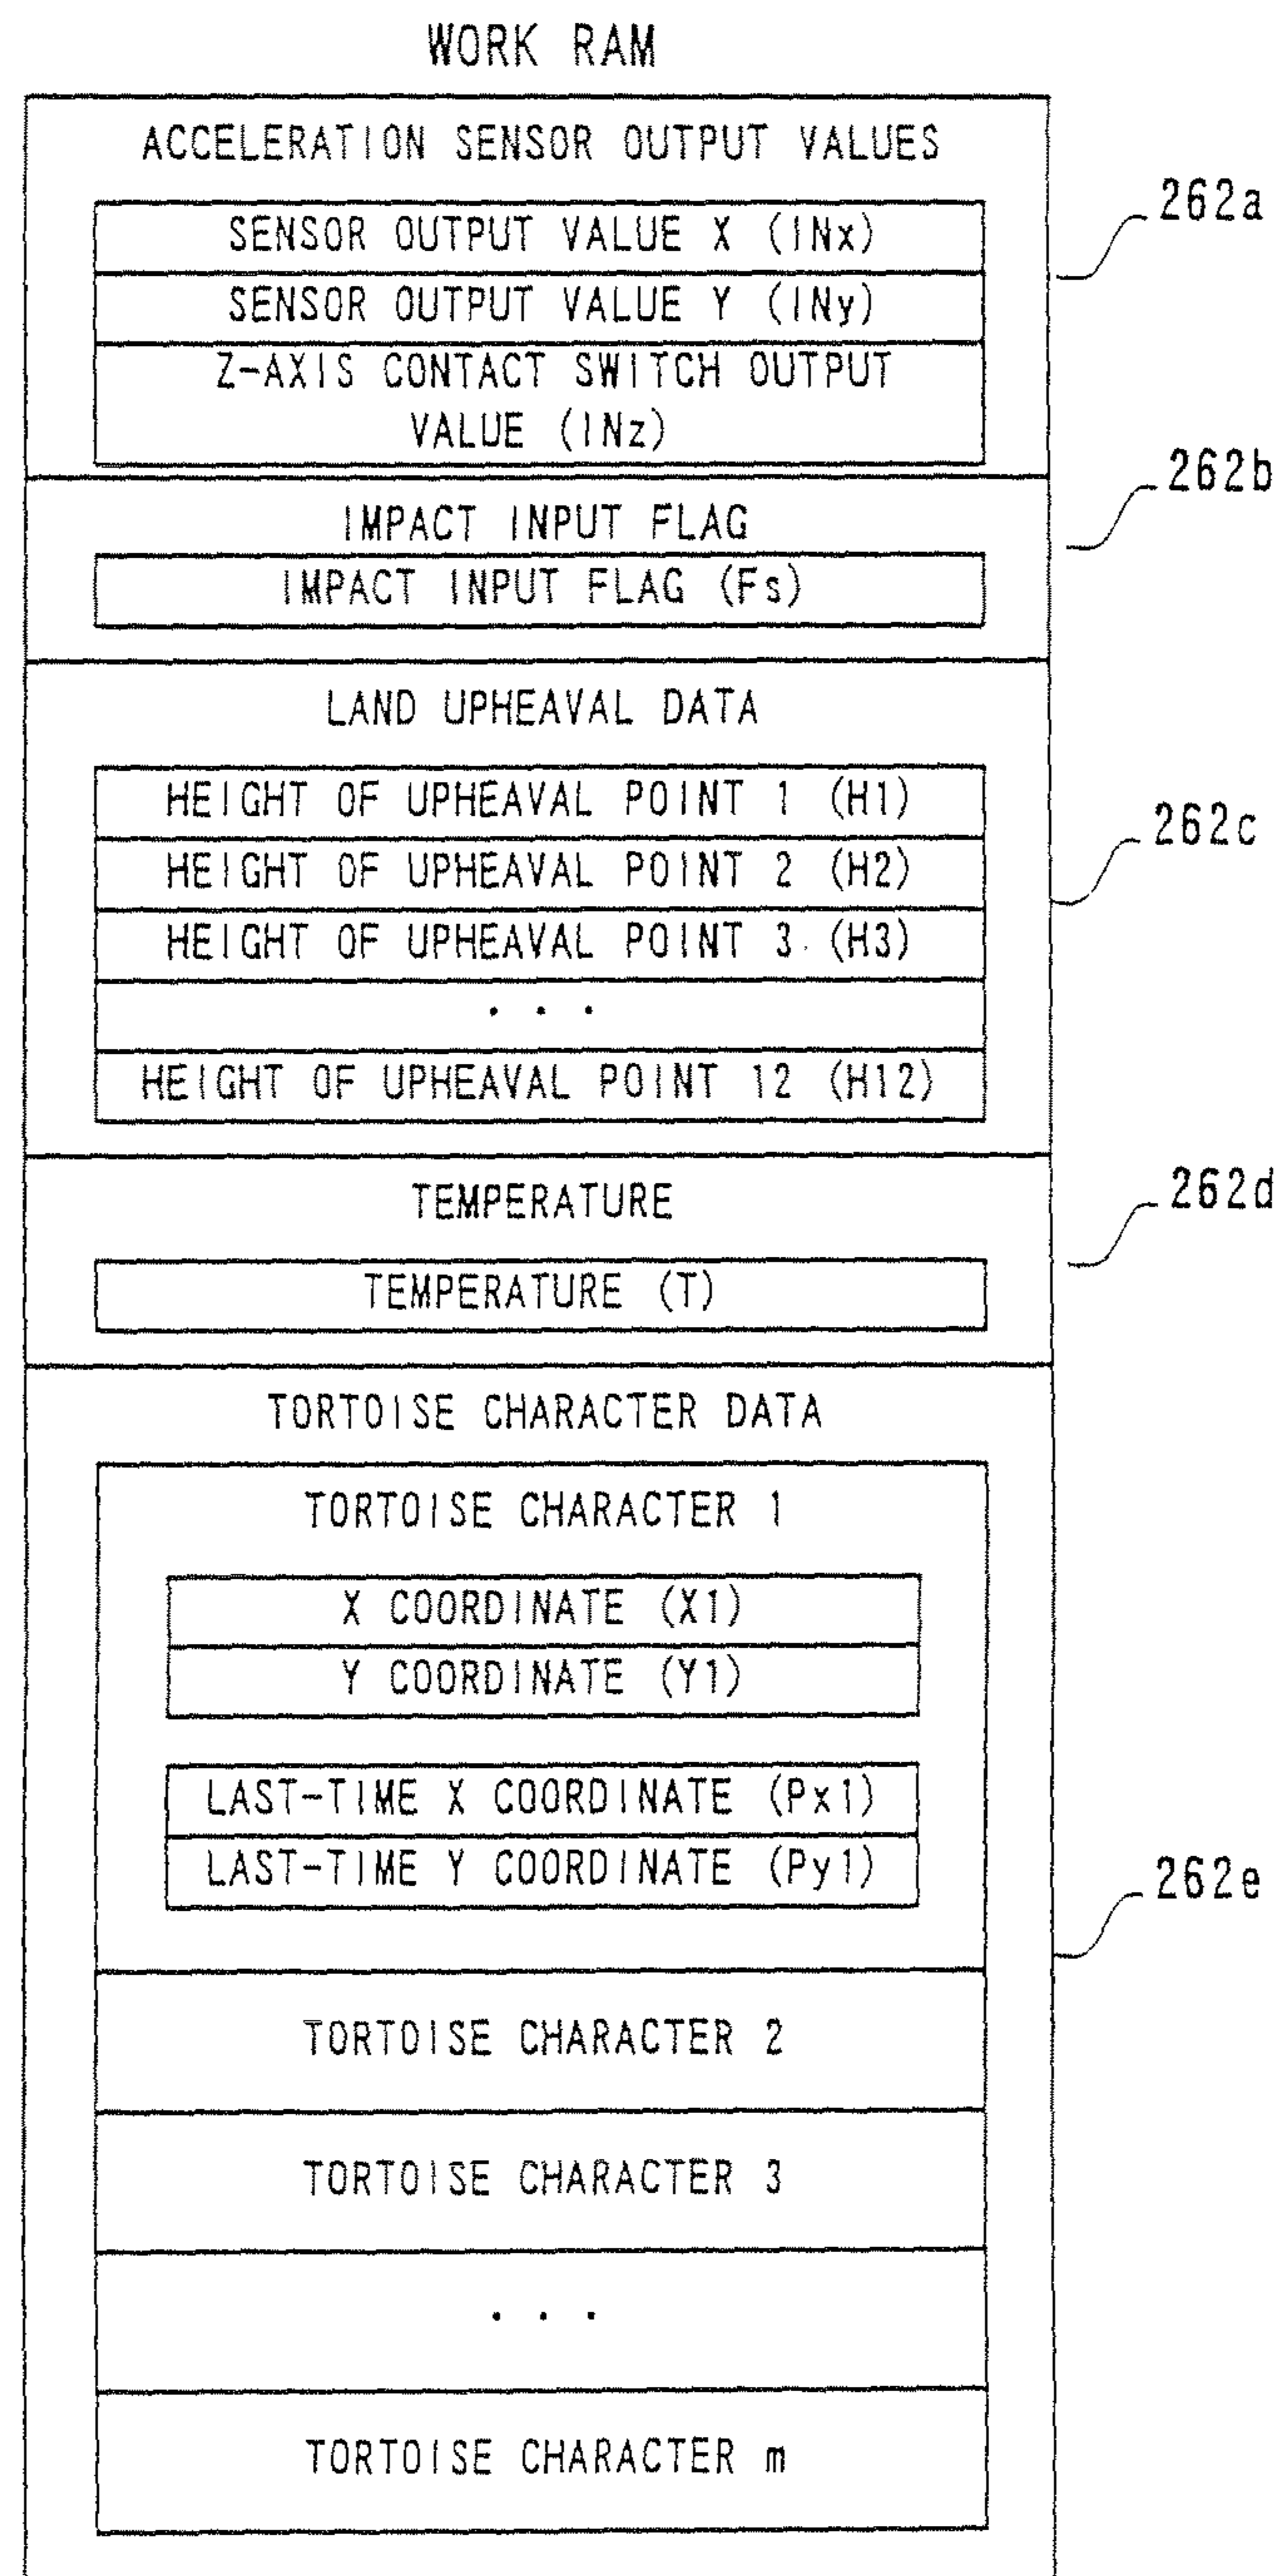 WORK RAM
ACCELERATION SENSOR OUTPUT VALUES
262a
SENSOR OUTPUT VALUE X (INx)
SENSOR OUTPUT VALUE Y (INy)
Z-AXIS CONTACT SWITCH OUTPUT
VALUE (INz)
262b
IMPACT INPUT FLAG
IMPACT INPUT FLAG (Fs)
LAND UPHEAVAL DATA
HEIGHT OF UPHEAVAL POINT 1 (H1)
262c
HEIGHT OF UPHEAVAL POINT 2 (H2)
HEIGHT OF UPHEAVAL POINT 3 (H3)
. . .
HEIGHT OF UPHEAVAL POINT 12 (H12)
262d
TEMPERATURE
TEMPERATURE (T)
TORTOISE CHARACTER DATA
TORTOISE CHARACTER 1
X COORDINATE (X1)
Y COORDINATE (Y1)
LAST-TIME X COORDINATE (Px1)
LAST-TIME Y COORDINATE (Py1)
262e
TORTOISE CHARACTER 2
TORTOISE CHARACTER 3
. . .
TORTOISE CHARACTER m